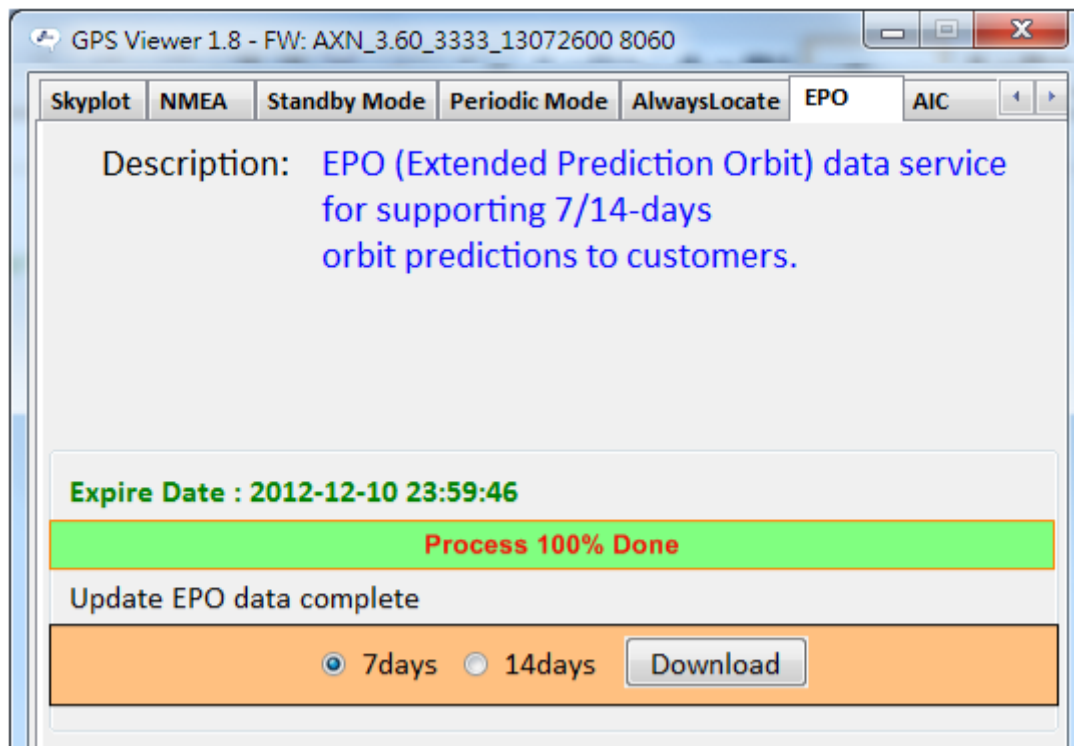 GPS Viewer 1.8 - FW: AXN_3.60_3333_13072600 8060
Skyplot NMEA Standby Mode Periodic Mode AlwaysLocate EPO AIC
Description: EPO (Extended Prediction Orbit) data service
for supporting 7/14-days
orbit predictions to customers.
Expire Date : 2012-12-10 23:59:46
Process 100% Done
Update EPO data complete
7days 14days Download